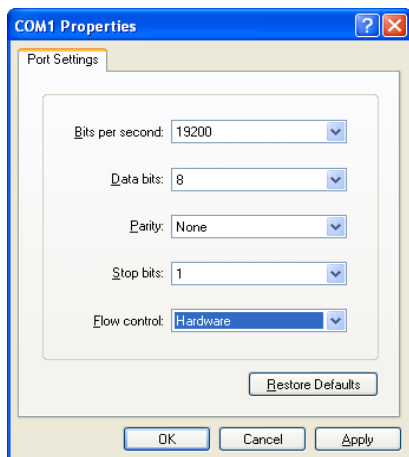 COM1 Properties
Port Settings
Bits per second: 19200
Data bits: 8
Parity: None
Stop bits: 1
Flow control: Hardware
Restore Defaults
OK Cancel Apply